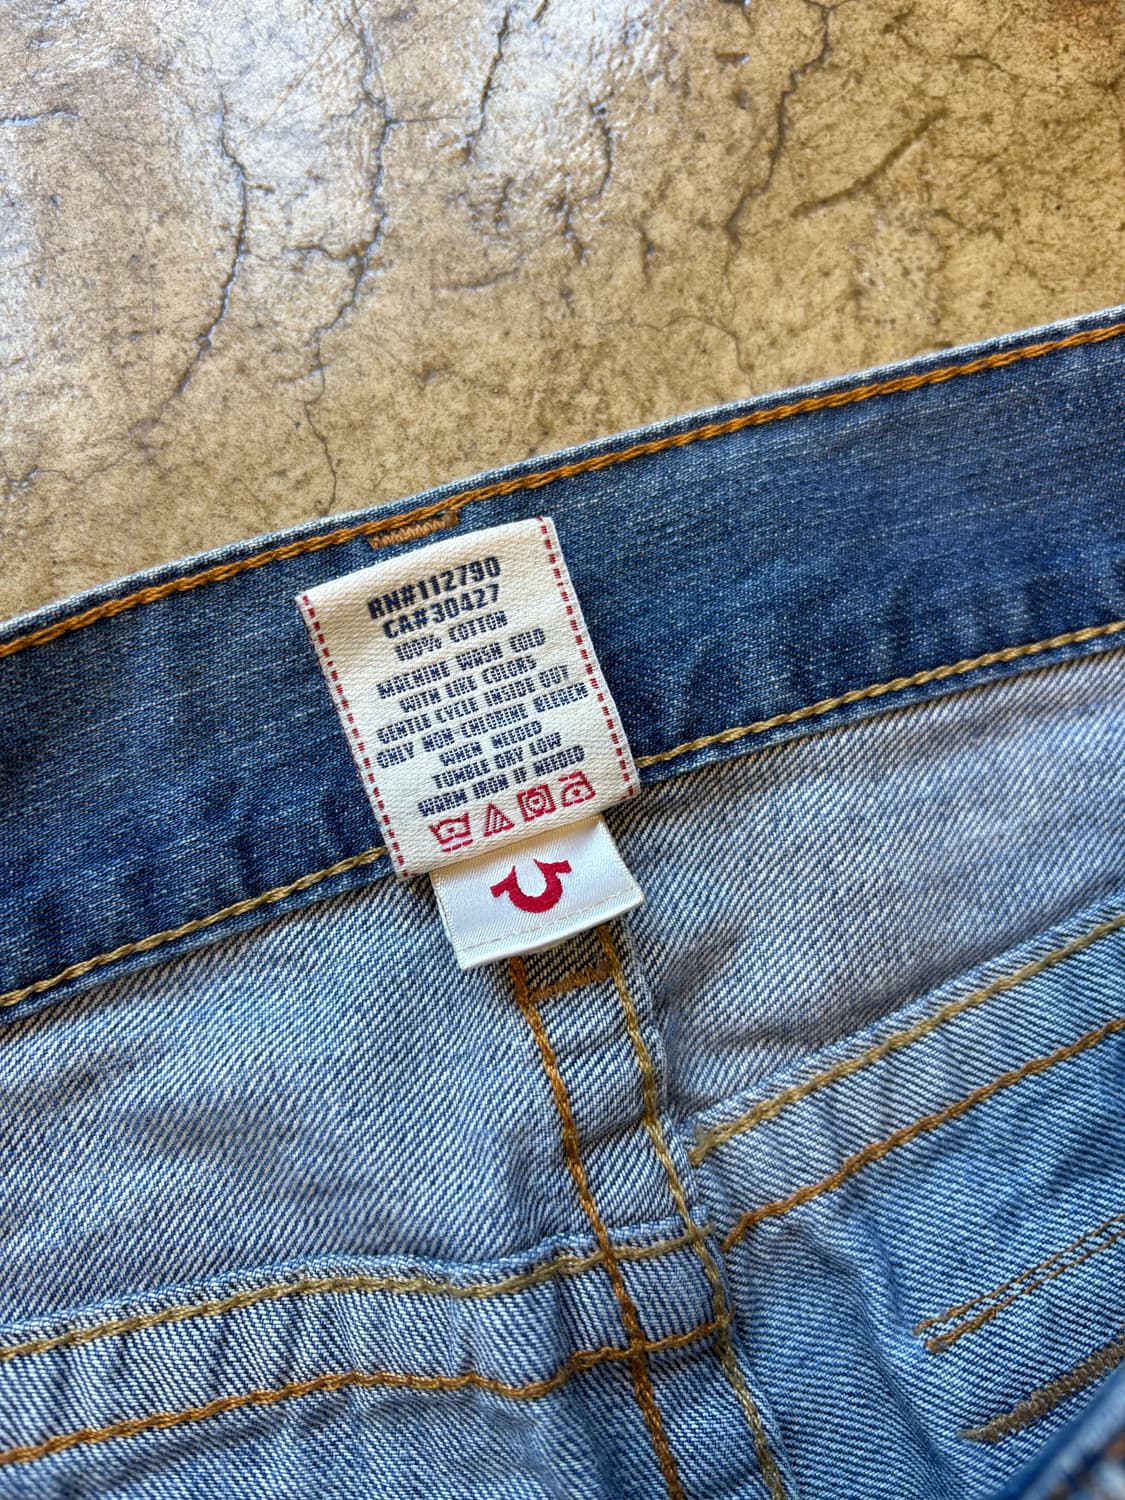 RN#112790
CA#30427
100% COTTON
MACHINE WASH COLD
WITH LIKE COLORS
GENTLE CYCLE INSIDE OUT
ONLY NON CHLORINE BLEACH
WHEN NEEDED
TUMBLE DRY LOW
WARM IRON IF NEEDED